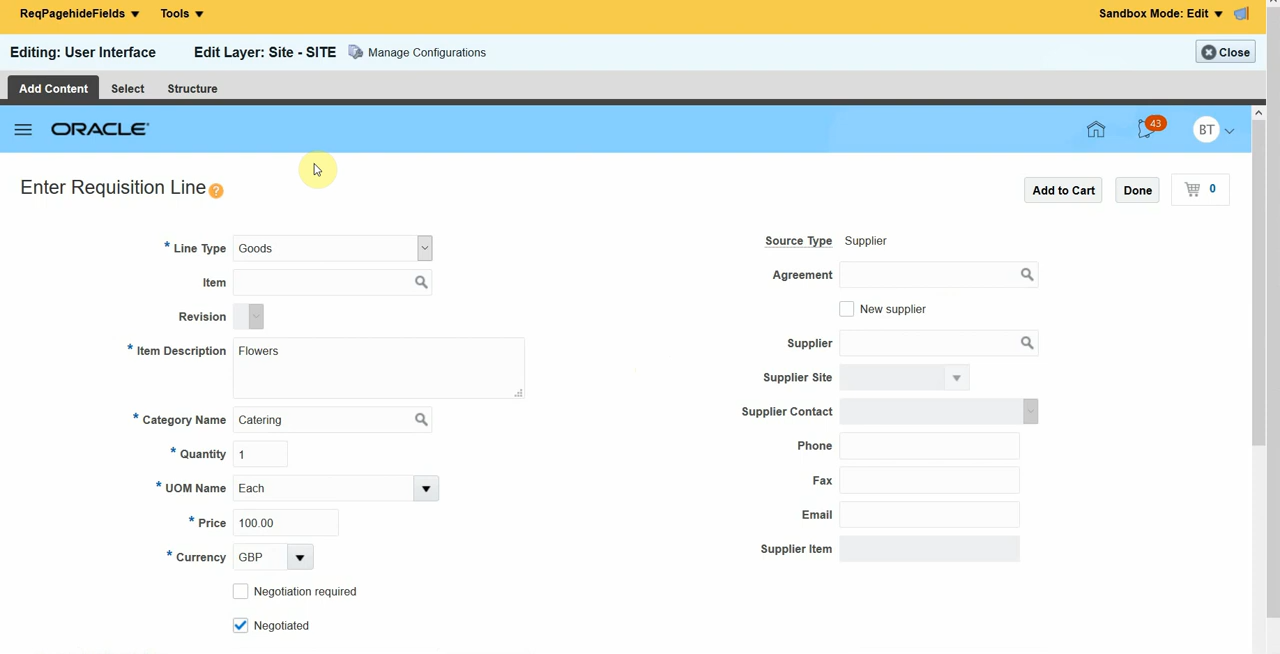 ReqPagehideFields Tools Sandbox Mode: Edit
Editing: User Interface Edit Layer: Site - SITE Manage Configurations Close
Add Content Select Structure
ORACLE 43 BT
Enter Requisition Line ? Add to Cart Done 0
* Line Type Goods
Item
Revision
* Item Description Flowers
* Category Name Catering
* Quantity 1
* UOM Name Each
* Price 100.00
* Currency GBP
Negotiation required
Negotiated
Source Type Supplier
Agreement
New supplier
Supplier
Supplier Site
Supplier Contact
Phone
Fax
Email
Supplier Item